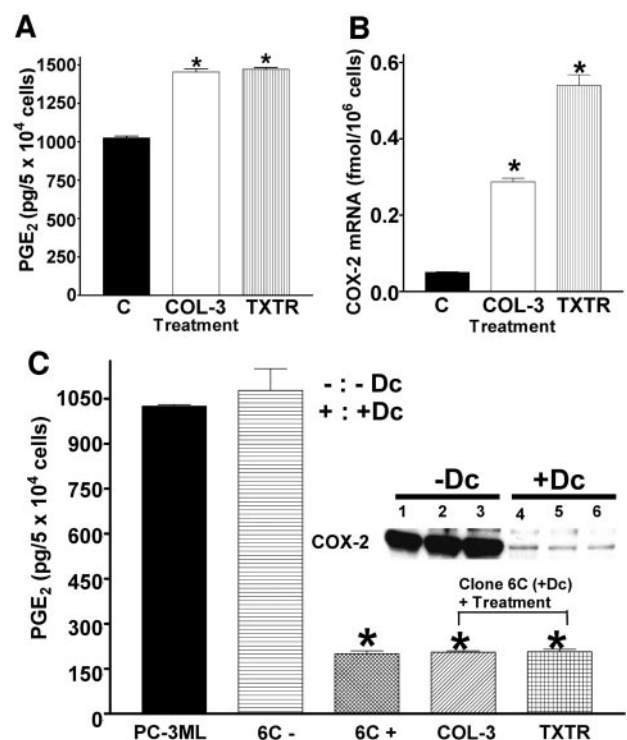 A
PGE2 (pg/5 x 10^4 cells)
1500
1250
1000
750
500
250
0
*
*
C COL-3 TXTR
Treatment
B
COX-2 mRNA (fmol/10^6 cells)
0.6
0.4
0.2
0.0
*
*
C COL-3 TXTR
Treatment
C
PGE2 (pg/5 x 10^4 cells)
1050
900
750
600
450
300
150
0
- : - Dc
+ : +Dc
-Dc +Dc
1 2 3 4 5 6
COX-2
Clone 6C (+Dc)
+ Treatment
* * *
PC-3ML 6C - 6C + COL-3 TXTR